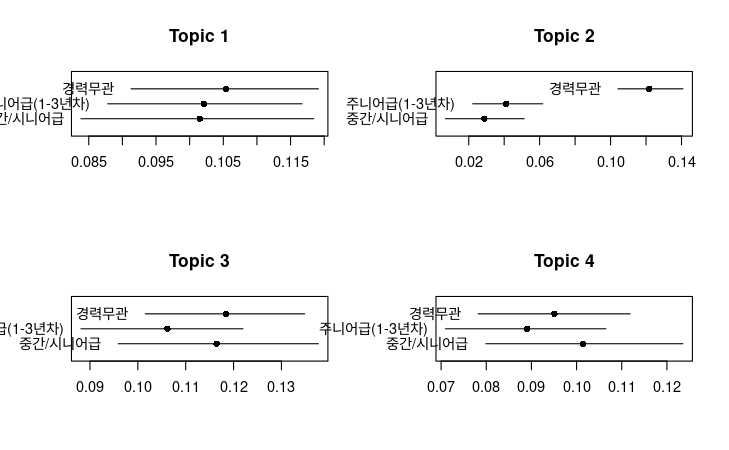 Topic 1
경력무관
니어급(1-3년차)
간/시니어급
0.085 0.095 0.105 0.115
Topic 2
경력무관
주니어급(1-3년차)
중간/시니어급
0.02 0.06 0.10 0.14
Topic 3
경력무관
급(1-3년차)
중간/시니어급
0.09 0.10 0.11 0.12 0.13
Topic 4
경력무관
주니어급(1-3년차)
중간/시니어급
0.07 0.08 0.09 0.10 0.11 0.12